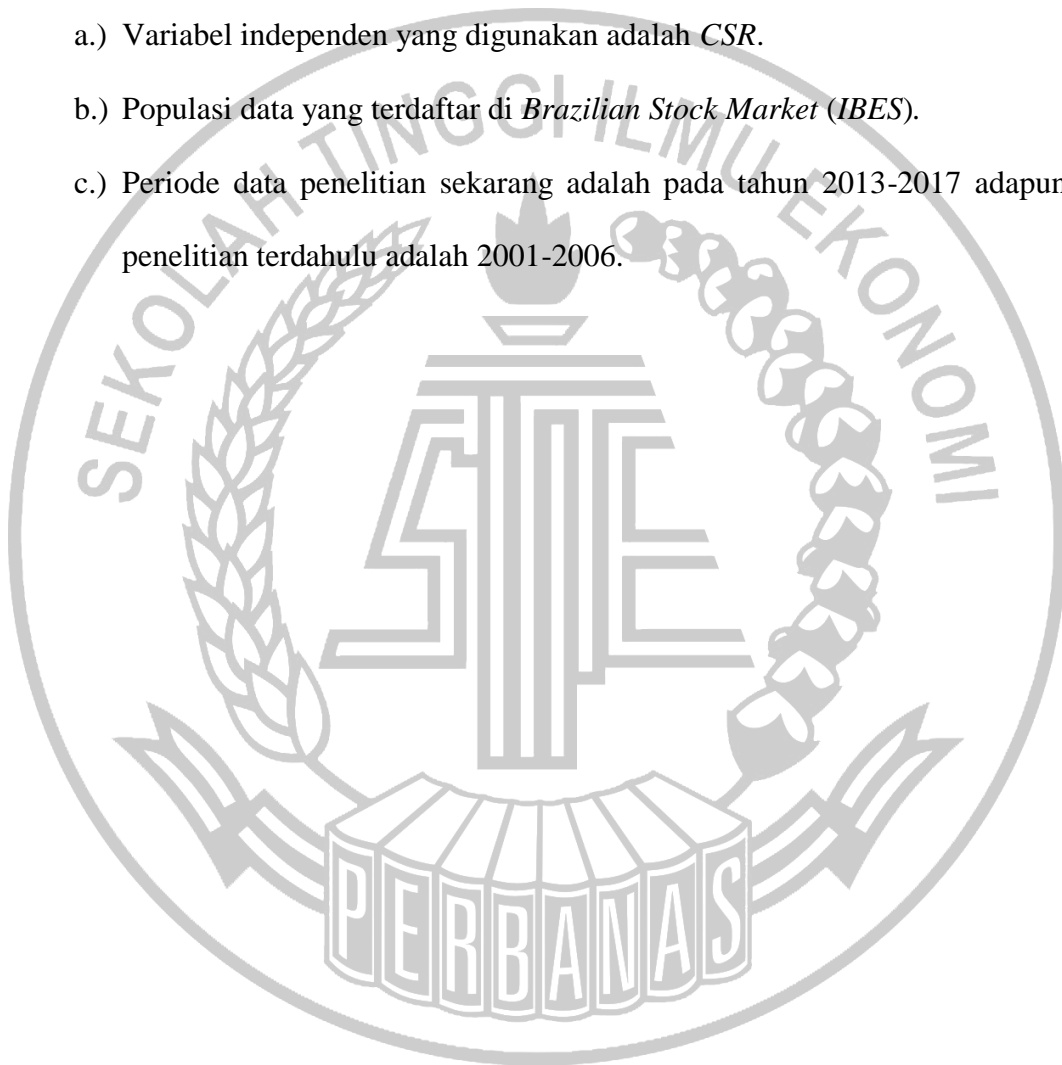 a.) Variabel independen yang digunakan adalah CSR.
b.) Populasi data yang terdaftar di Brazilian Stock Market (IBES).
c.) Periode data penelitian sekarang adalah pada tahun 2013-2017 adapun
penelitian terdahulu adalah 2001-2006.
SEKOLAH TINGGI ILMU EKONOMI
STIE
PERBANAS